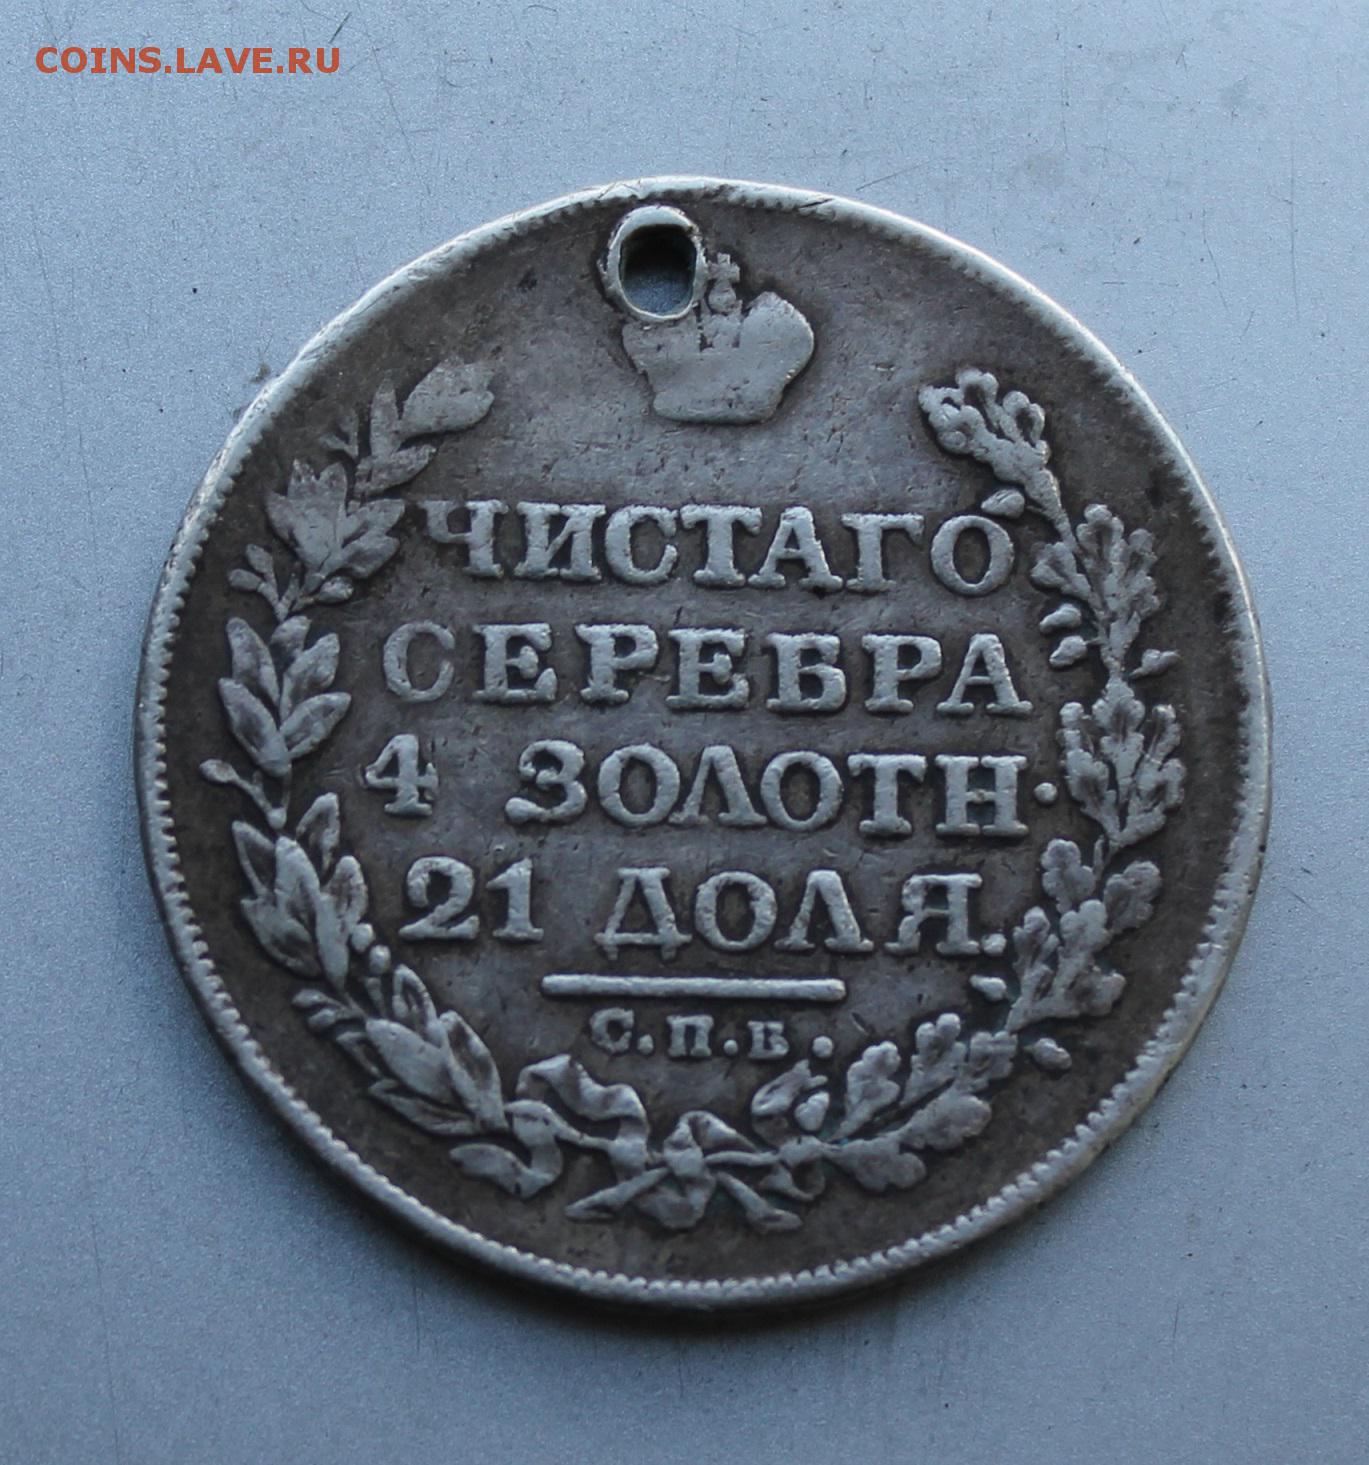 COINS.LAVE.RU
ЧИСТАГО
СЕРЕБРА
4 ЗОЛОТН.
21 ДОЛЯ.
С.П.Б.